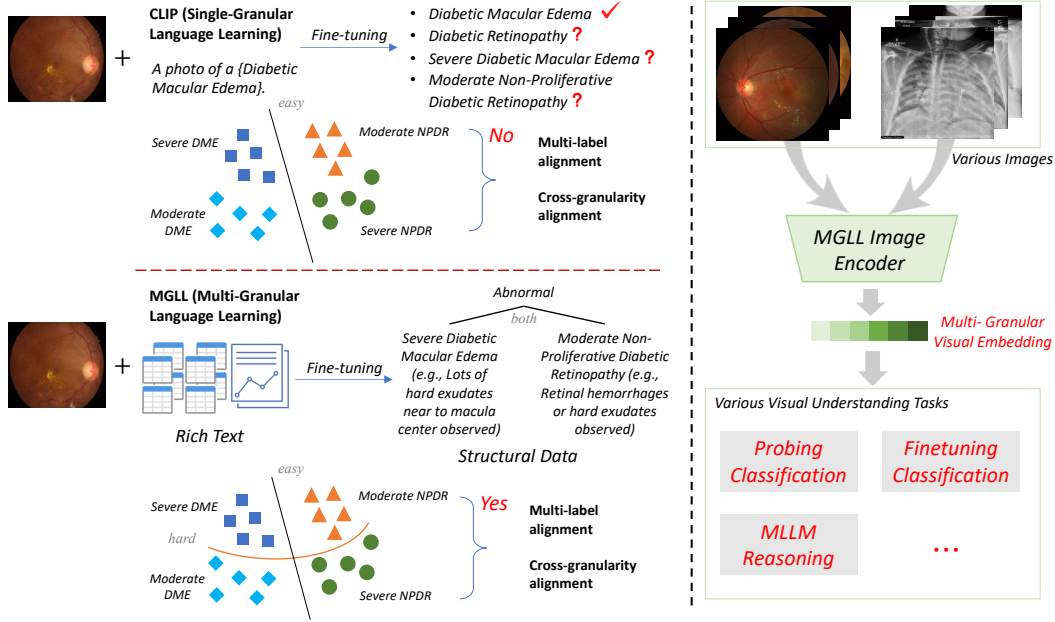 CLIP (Single-Granular
Language Learning)
A photo of a {Diabetic
Macular Edema}.
Fine-tuning
• Diabetic Macular Edema ✓
• Diabetic Retinopathy ?
• Severe Diabetic Macular Edema ?
• Moderate Non-Proliferative
Diabetic Retinopathy ?
easy
Severe DME
Moderate NPDR
Moderate
DME
Severe NPDR
No
Multi-label
alignment
Cross-granularity
alignment
MGLL (Multi-Granular
Language Learning)
Rich Text
Fine-tuning
Abnormal
both
Severe Diabetic
Macular Edema
(e.g., Lots of
hard exudates
near to macula
center observed)
Moderate Non-
Proliferative Diabetic
Retinopathy (e.g.,
Retinal hemorrhages
or hard exudates
observed)
Structural Data
easy
Severe DME
Moderate NPDR
hard
Moderate
DME
Severe NPDR
Yes
Multi-label
alignment
Cross-granularity
alignment
Various Images
MGLL Image
Encoder
Multi- Granular
Visual Embedding
Various Visual Understanding Tasks
Probing
Classification
Finetuning
Classification
MLLM
Reasoning
...